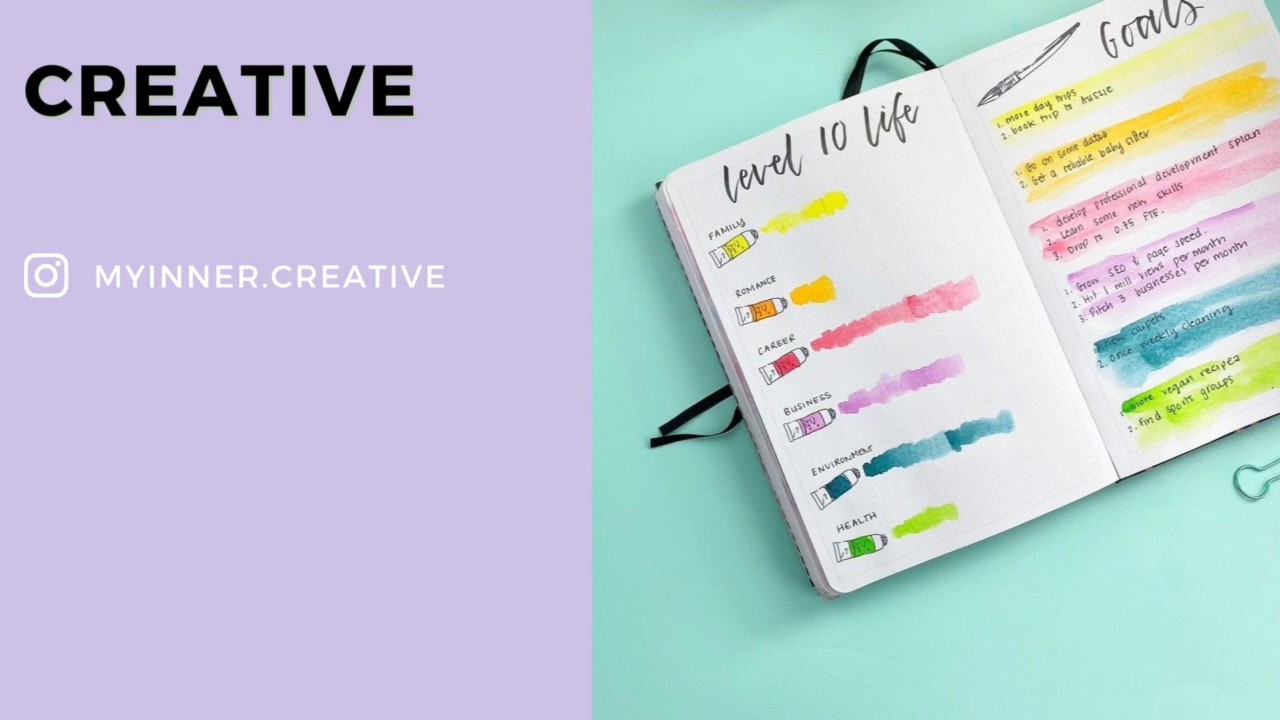 CREATIVE
MYINNER.CREATIVE
level 10 life
FAMILY
ROMANCE
CAREER
BUSINESS
ENVIRONMENT
HEALTH
Goals
1. more day trips
2. book trip to Aussie
1. Go on some dates
2. Get a reliable baby sitter
1. develop professional development splan
2. Learn some new skills
3. Drop to 0.75 FTE.
1. Grow SEO & page speed.
2. Hit 1 mill views per month
3. Pitch 3 businesses per month
new carpets
2. Once weekly cleaning
1. more vegan recipes
2. Find sports groups